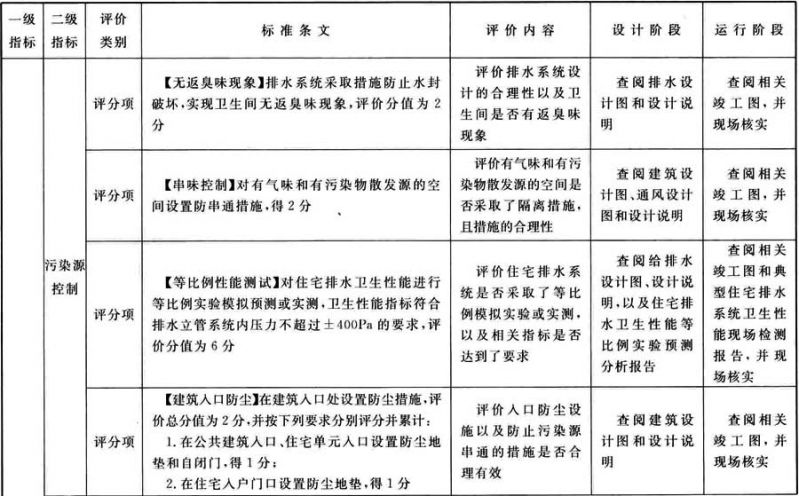 一级 二级 评价 标准条文 评价内容 设计阶段 运行阶段
指标 指标 类别
污染源
控制
评分项
【无返臭味现象】排水系统采取措施防止水封
破坏,实现卫生间无返臭味现象,评价分值为2
分
评价排水系统设
计的合理性以及卫
生间是否有返臭味
现象
查阅排水设
计图和设计说
明
查阅相关
竣工图,并
现场核实
评分项
【串味控制】对有气味和有污染物散发源的空
间设置防串通措施,得2分
评价有气味和有污
染物散发源的空间是
否采取了隔离措施,
且措施的合理性
查阅建筑设
计图、通风设计
图和设计说明
查阅相关
竣工图,并
现场核实
评分项
【等比例性能测试】对住宅排水卫生性能进行
等比例实验模拟预测或实测,卫生性能指标符合
排水立管系统内压力不超过±400Pa的要求,评
价分值为6分
评价住宅排水系
统是否采取了等比
例模拟实验或实测,
以及相关指标是否
达到了要求
查阅给排水
设计图、设计说
明,以及住宅排
水卫生性能等
比例实验预测
分析报告
查阅相关
竣工图和典
型住宅排水
系统卫生性
能现场检测
报告,并现
场核实
评分项
【建筑入口防尘】在建筑入口处设置防尘措施,评
价总分值为2分,并按下列要求分别评分并累计:
1.在公共建筑入口、住宅单元入口设置防尘地
垫和自闭门,得1分;
2.在住宅入户门口设置防尘地垫,得1分
评价入口防尘设
施以及防止污染源
串通的措施是否合
理有效
查阅建筑设
计图和设计说
明
查阅相关
竣工图,并
现场核实